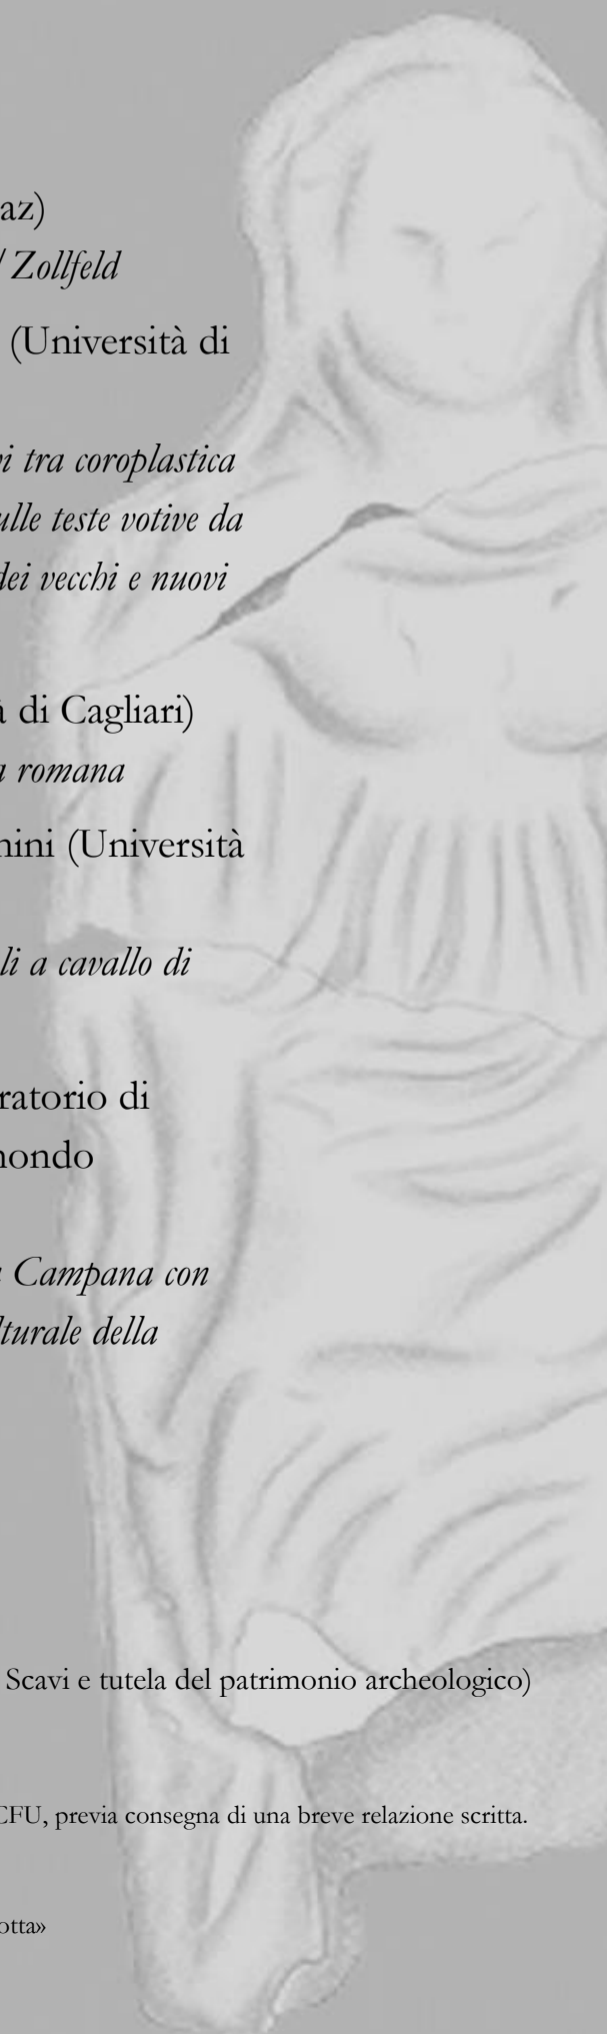 az)
/ Zollfeld
(Università di
vi tra coroplastica
ulle teste votive da
dei vecchi e nuovi
à di Cagliari)
a romana
nini (Università
li a cavallo di
ratorio di
nondo
a Campana con
lturale della
Scavi e tutela del patrimonio archeologico)
CFU, previa consegna di una breve relazione scritta.
otta»